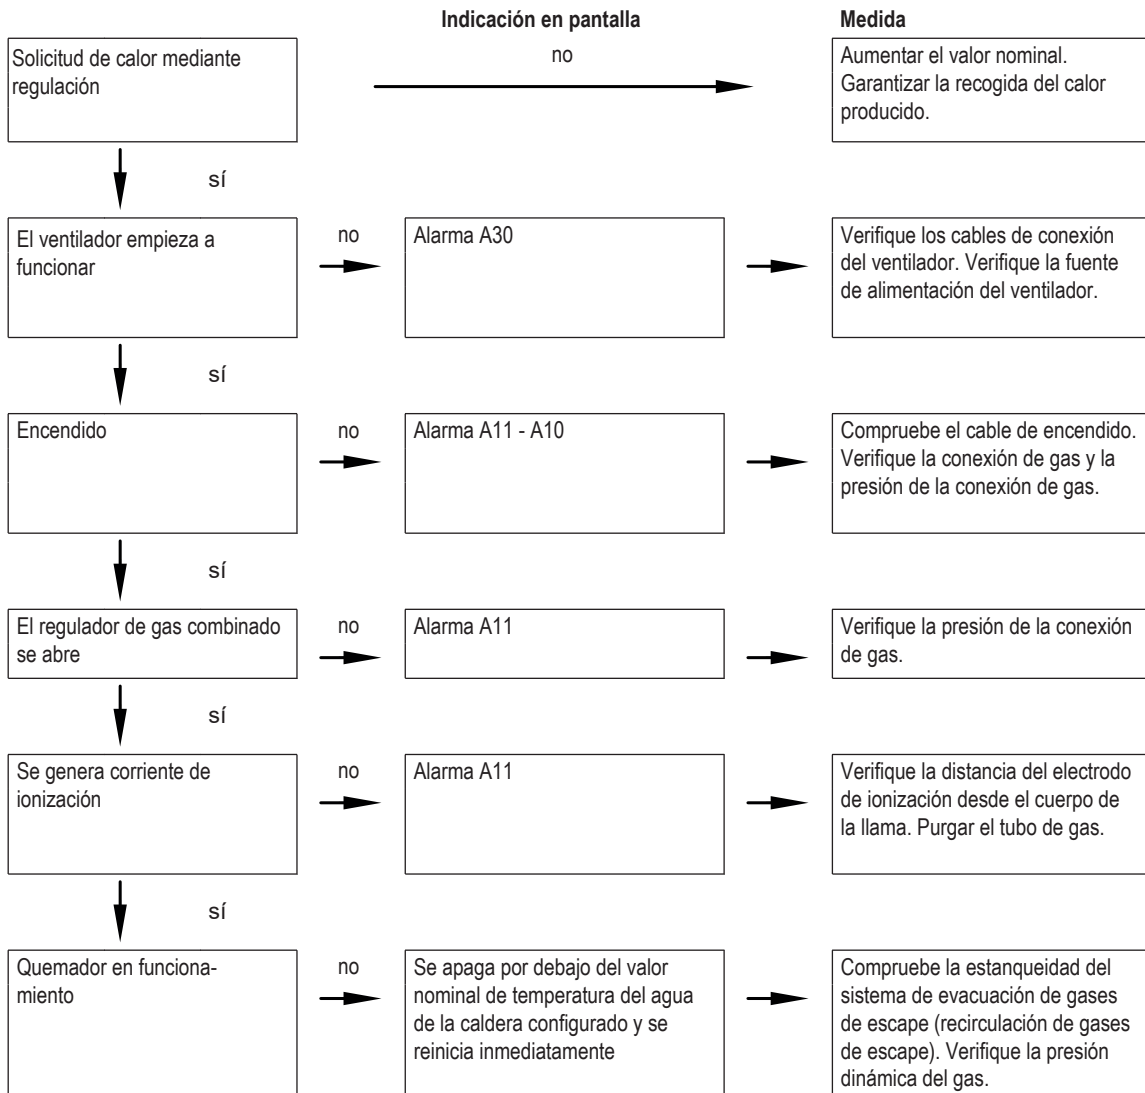 Indicación en pantalla
Medida
Solicitud de calor mediante
regulación
no
Aumentar el valor nominal.
Garantizar la recogida del calor
producido.
sí
El ventilador empieza a
funcionar
no
Alarma A30
Verifique los cables de conexión
del ventilador. Verifique la fuente
de alimentación del ventilador.
sí
Encendido
no
Alarma A11 - A10
Compruebe el cable de encendido.
Verifique la conexión de gas y la
presión de la conexión de gas.
sí
El regulador de gas combinado
se abre
no
Alarma A11
Verifique la presión de la conexión
de gas.
sí
Se genera corriente de
ionización
no
Alarma A11
Verifique la distancia del electrodo
de ionización desde el cuerpo de
la llama. Purgar el tubo de gas.
sí
Quemador en funciona-
miento
no
Se apaga por debajo del valor
nominal de temperatura del agua
de la caldera configurado y se
reinicia inmediatamente
Compruebe la estanqueidad del
sistema de evacuación de gases
de escape (recirculación de gases
de escape). Verifique la presión
dinámica del gas.